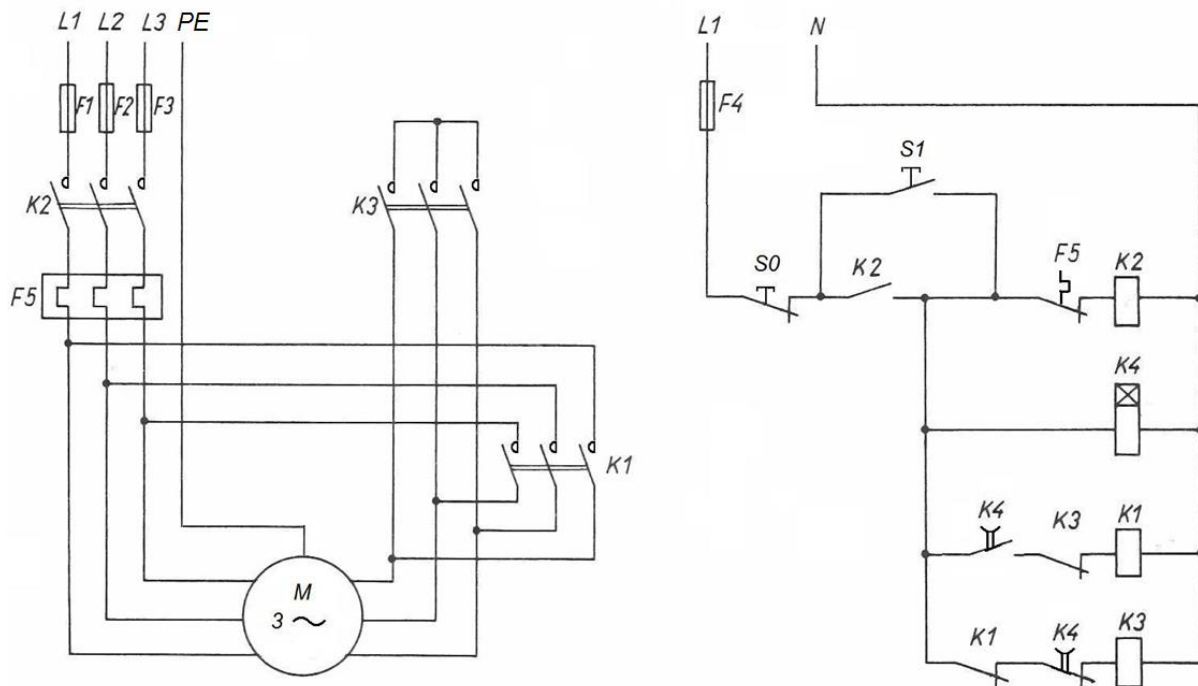 L1 L2 L3 PE
F1 F2 F3
K2
K3
F5
K1
M
3 ~
L1 N
F4
S1
S0
K2
F5
K2
K4
K4
K3
K1
K1
K4
K3